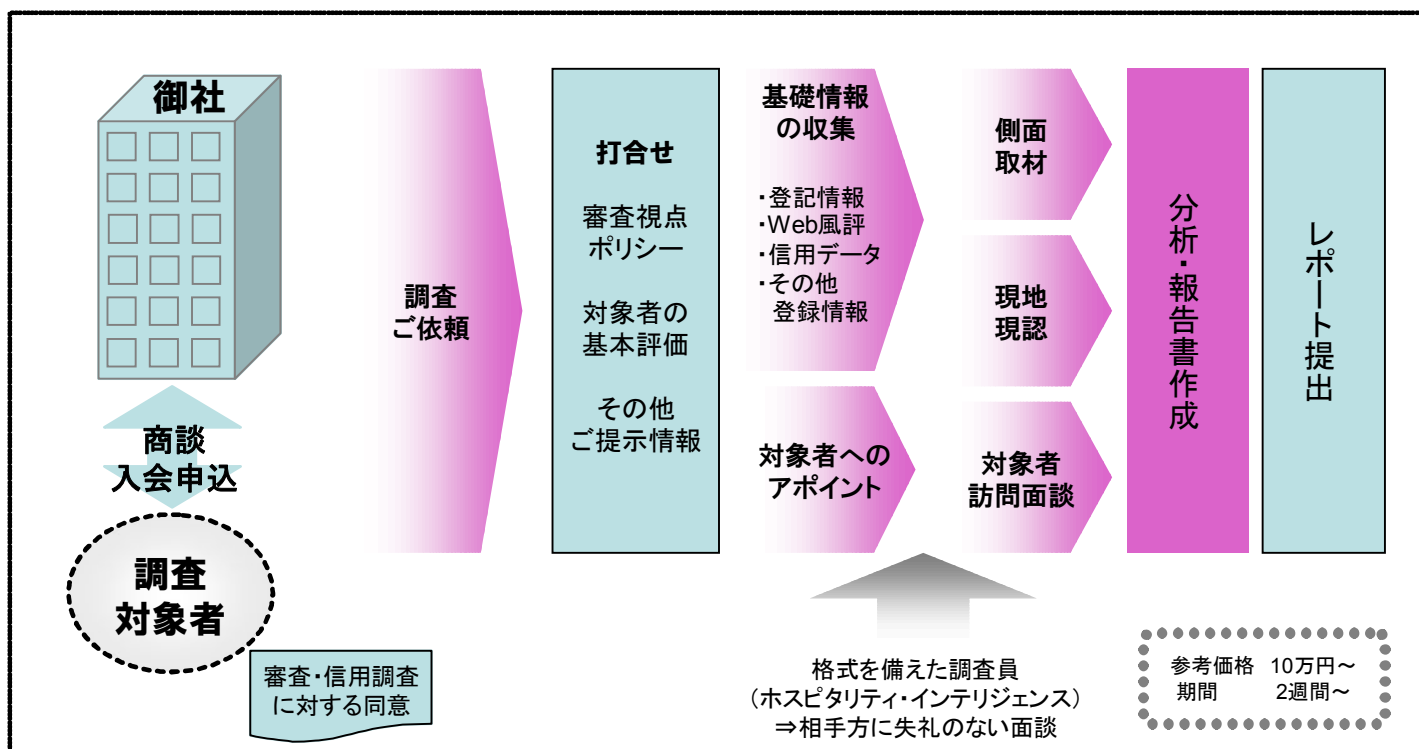 御社
商談
入会申込
調査
対象者
審査・信用調査
に対する同意
調査
ご依頼
打合せ
審査視点
ポリシー
対象者の
基本評価
その他
ご提示情報
基礎情報
の収集
・登記情報
・Web風評
・信用データ
・その他
登録情報
対象者への
アポイント
側面
取材
現地
現認
対象者
訪問面談
分析・報告書作成
レポート提出
格式を備えた調査員
（ホスピタリティ・インテリジェンス）
⇒相手方に失礼のない面談
参考価格 10万円～
期間 2週間～